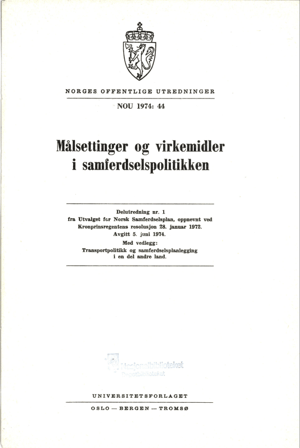 NORGES OFFENTLIGE UTREDNINGER
NOU 1974: 44
Målsettinger og virkemidler
i samferdselspolitikken
Delutredning nr. 1
fra Utvalget for Norsk Samferdselsplan, oppnevnt ved
Kronprinsregentens resolusjon 28. januar 1972.
Avgitt 5. juni 1974.
Med vedlegg:
Transportpolitikk og samferdselsplanlegging
i en del andre land.
UNIVERSITETSFORLAGET
OSLO — BERGEN — TROMSØ